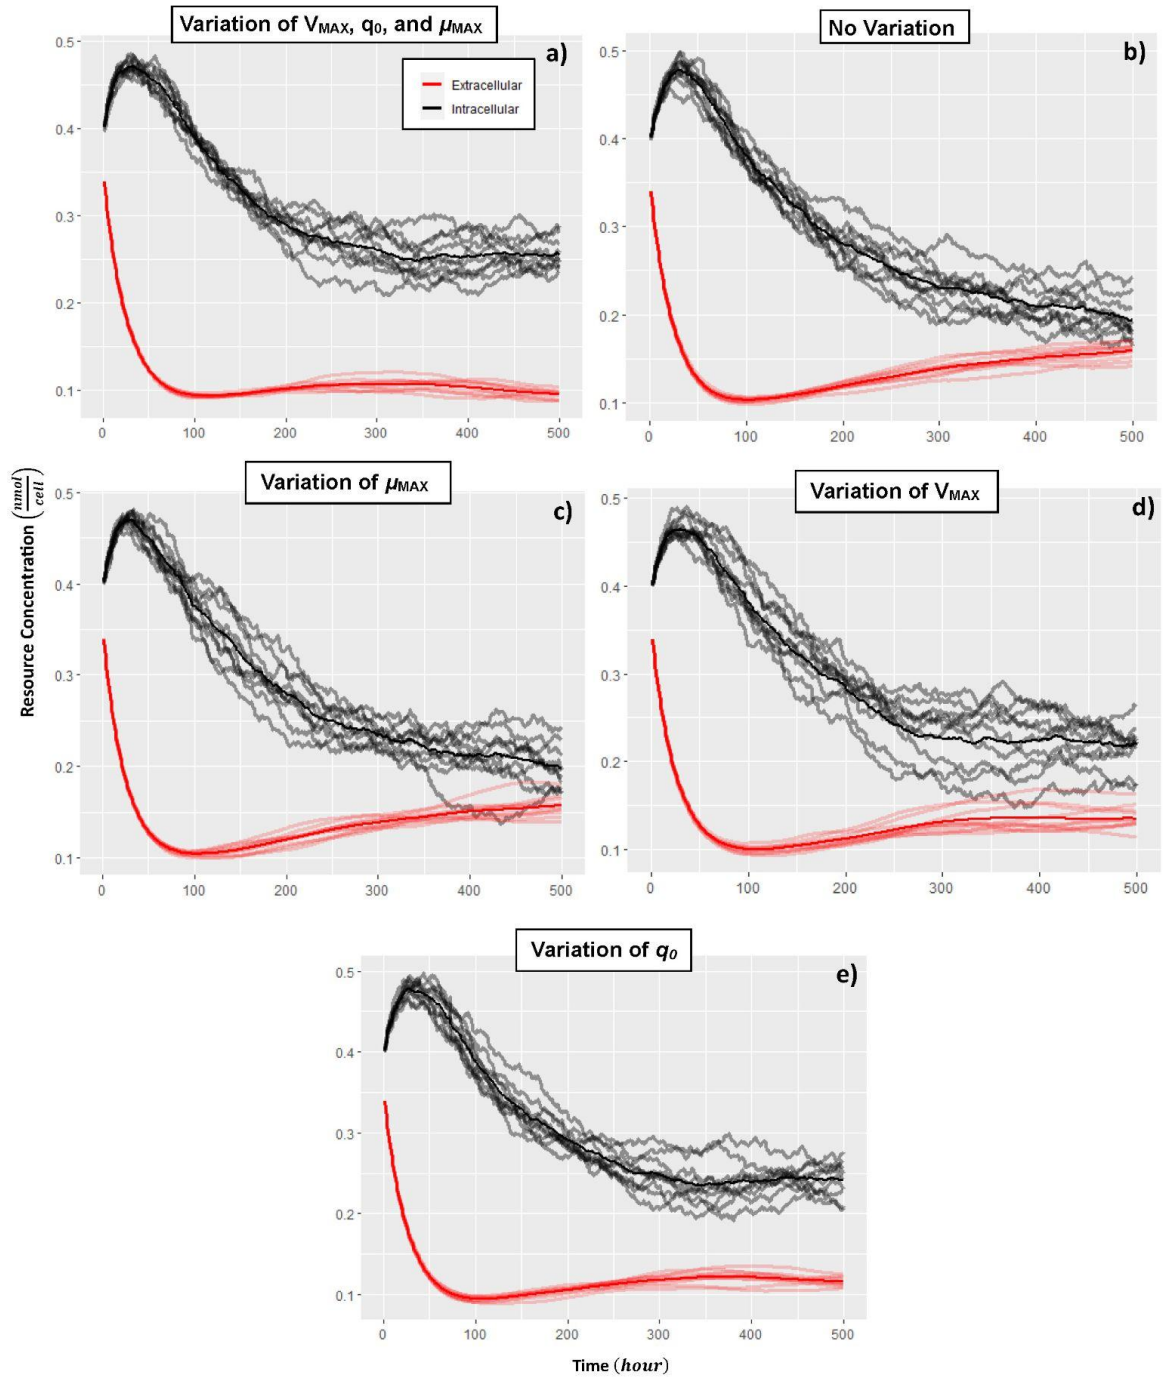 Variation of VMAX, q0, and μMAX
a)
Extracellular
Intracellular
0.5
0.4
0.3
0.2
0.1
0 100 200 300 400 500
No Variation
b)
0.5
0.4
0.3
0.2
0.1
0 100 200 300 400 500
Resource Concentration (nmol/cell)
Variation of μMAX
c)
0.5
0.4
0.3
0.2
0.1
0 100 200 300 400 500
Variation of VMAX
d)
0.5
0.4
0.3
0.2
0.1
0 100 200 300 400 500
Variation of q0
e)
0.5
0.4
0.3
0.2
0.1
0 100 200 300 400 500
Time (hour)